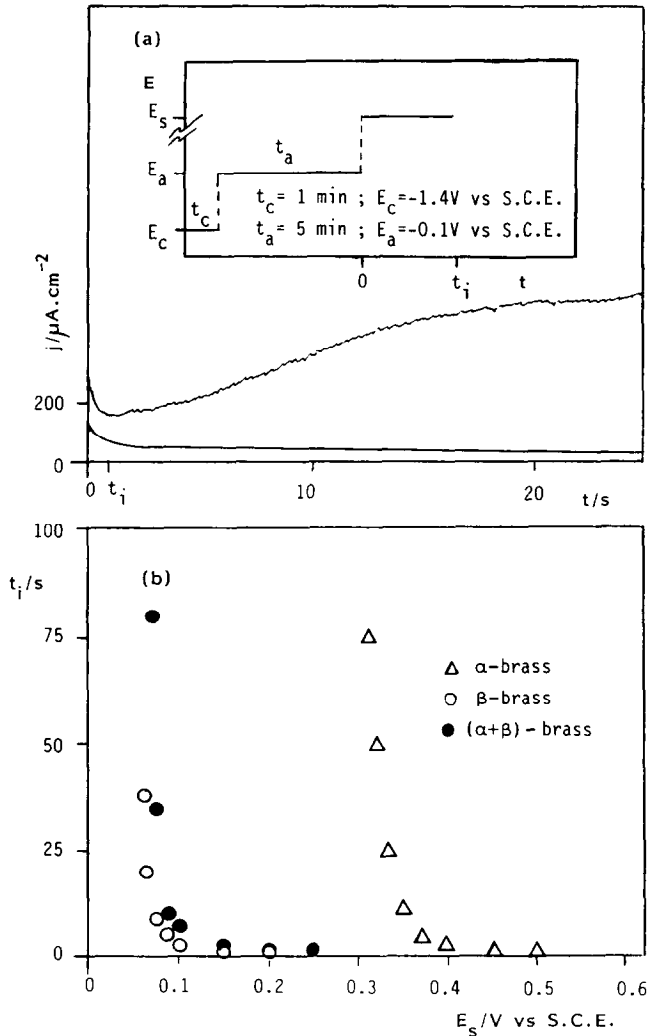 (a)
E
E_s
E_a
E_c
t_c
t_a
t_c= 1 min ; E_c=-1.4V vs S.C.E.
t_a= 5 min ; E_a=-0.1V vs S.C.E.
0 t_i t
j/µA.cm⁻²
200
0
0 t_i 10 20 t/s
(b)
t_i/s
100
75
50
25
0
△ α-brass
○ β-brass
● (α+β)-brass
0 0.1 0.2 0.3 0.4 0.5 0.6
E_s/V vs S.C.E.